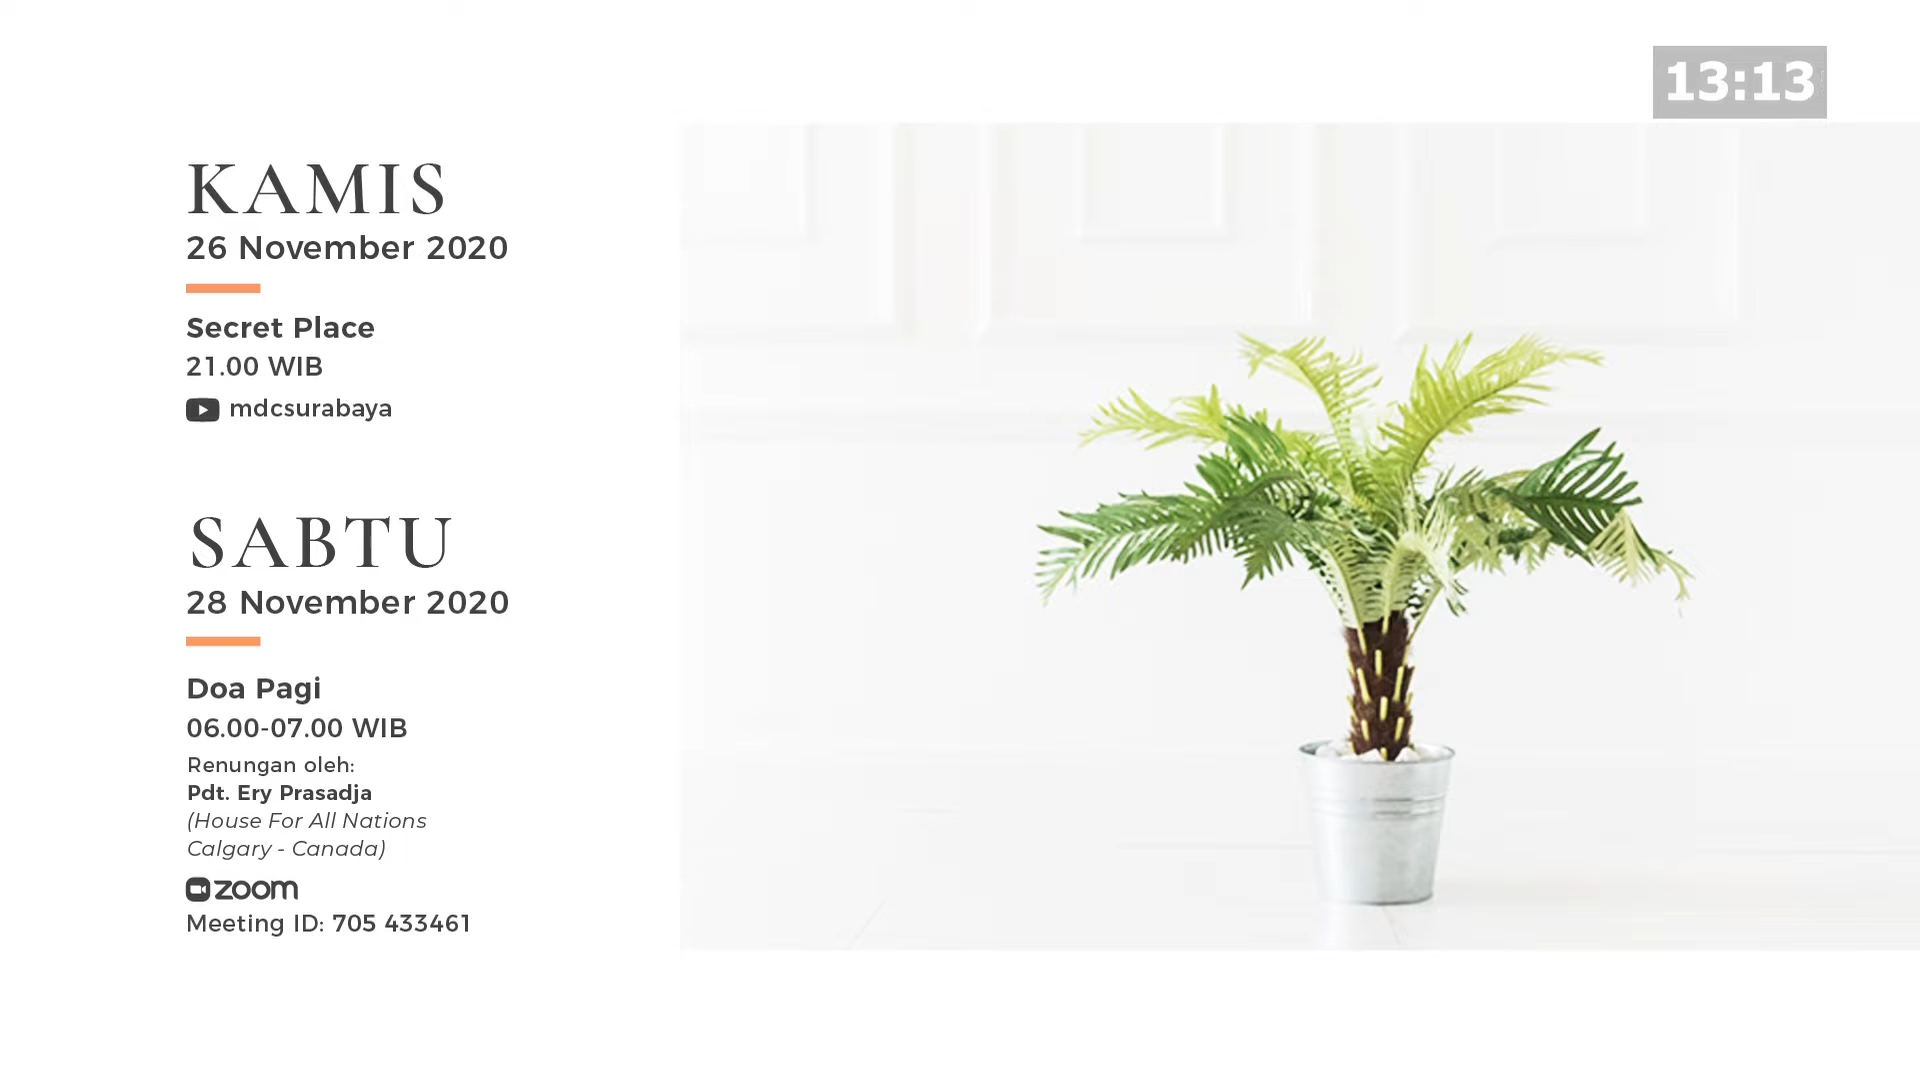 13:13
KAMIS
26 November 2020
Secret Place
21.00 WIB
mdcsurabaya
SABTU
28 November 2020
Doa Pagi
06.00-07.00 WIB
Renungan oleh:
Pdt. Ery Prasadja
(House For All Nations
Calgary - Canada)
zoom
Meeting ID: 705 433461